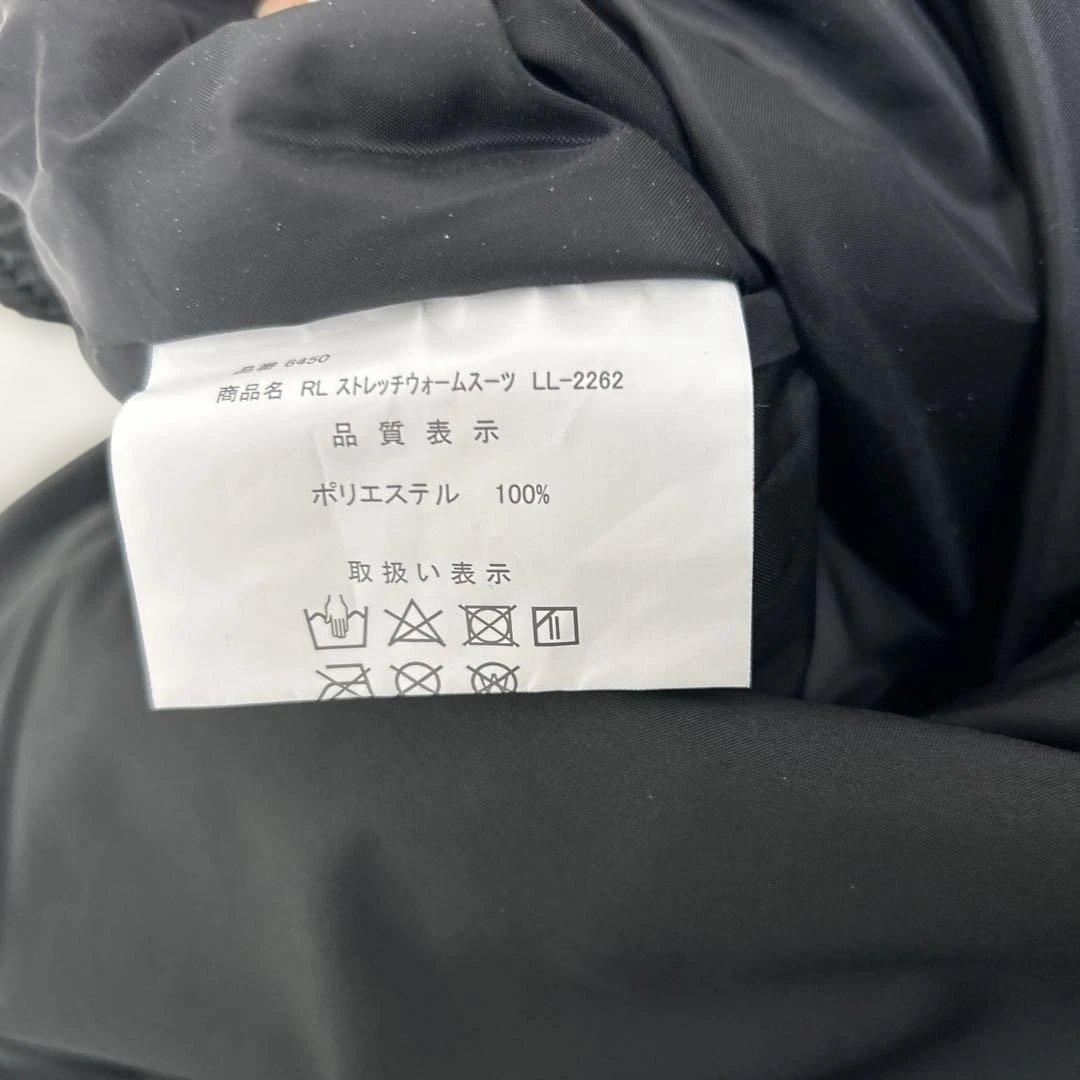 品番 6450
商品名 RL ストレッチウォームスーツ LL-2262
品質表示
ポリエステル 100%
取扱い表示